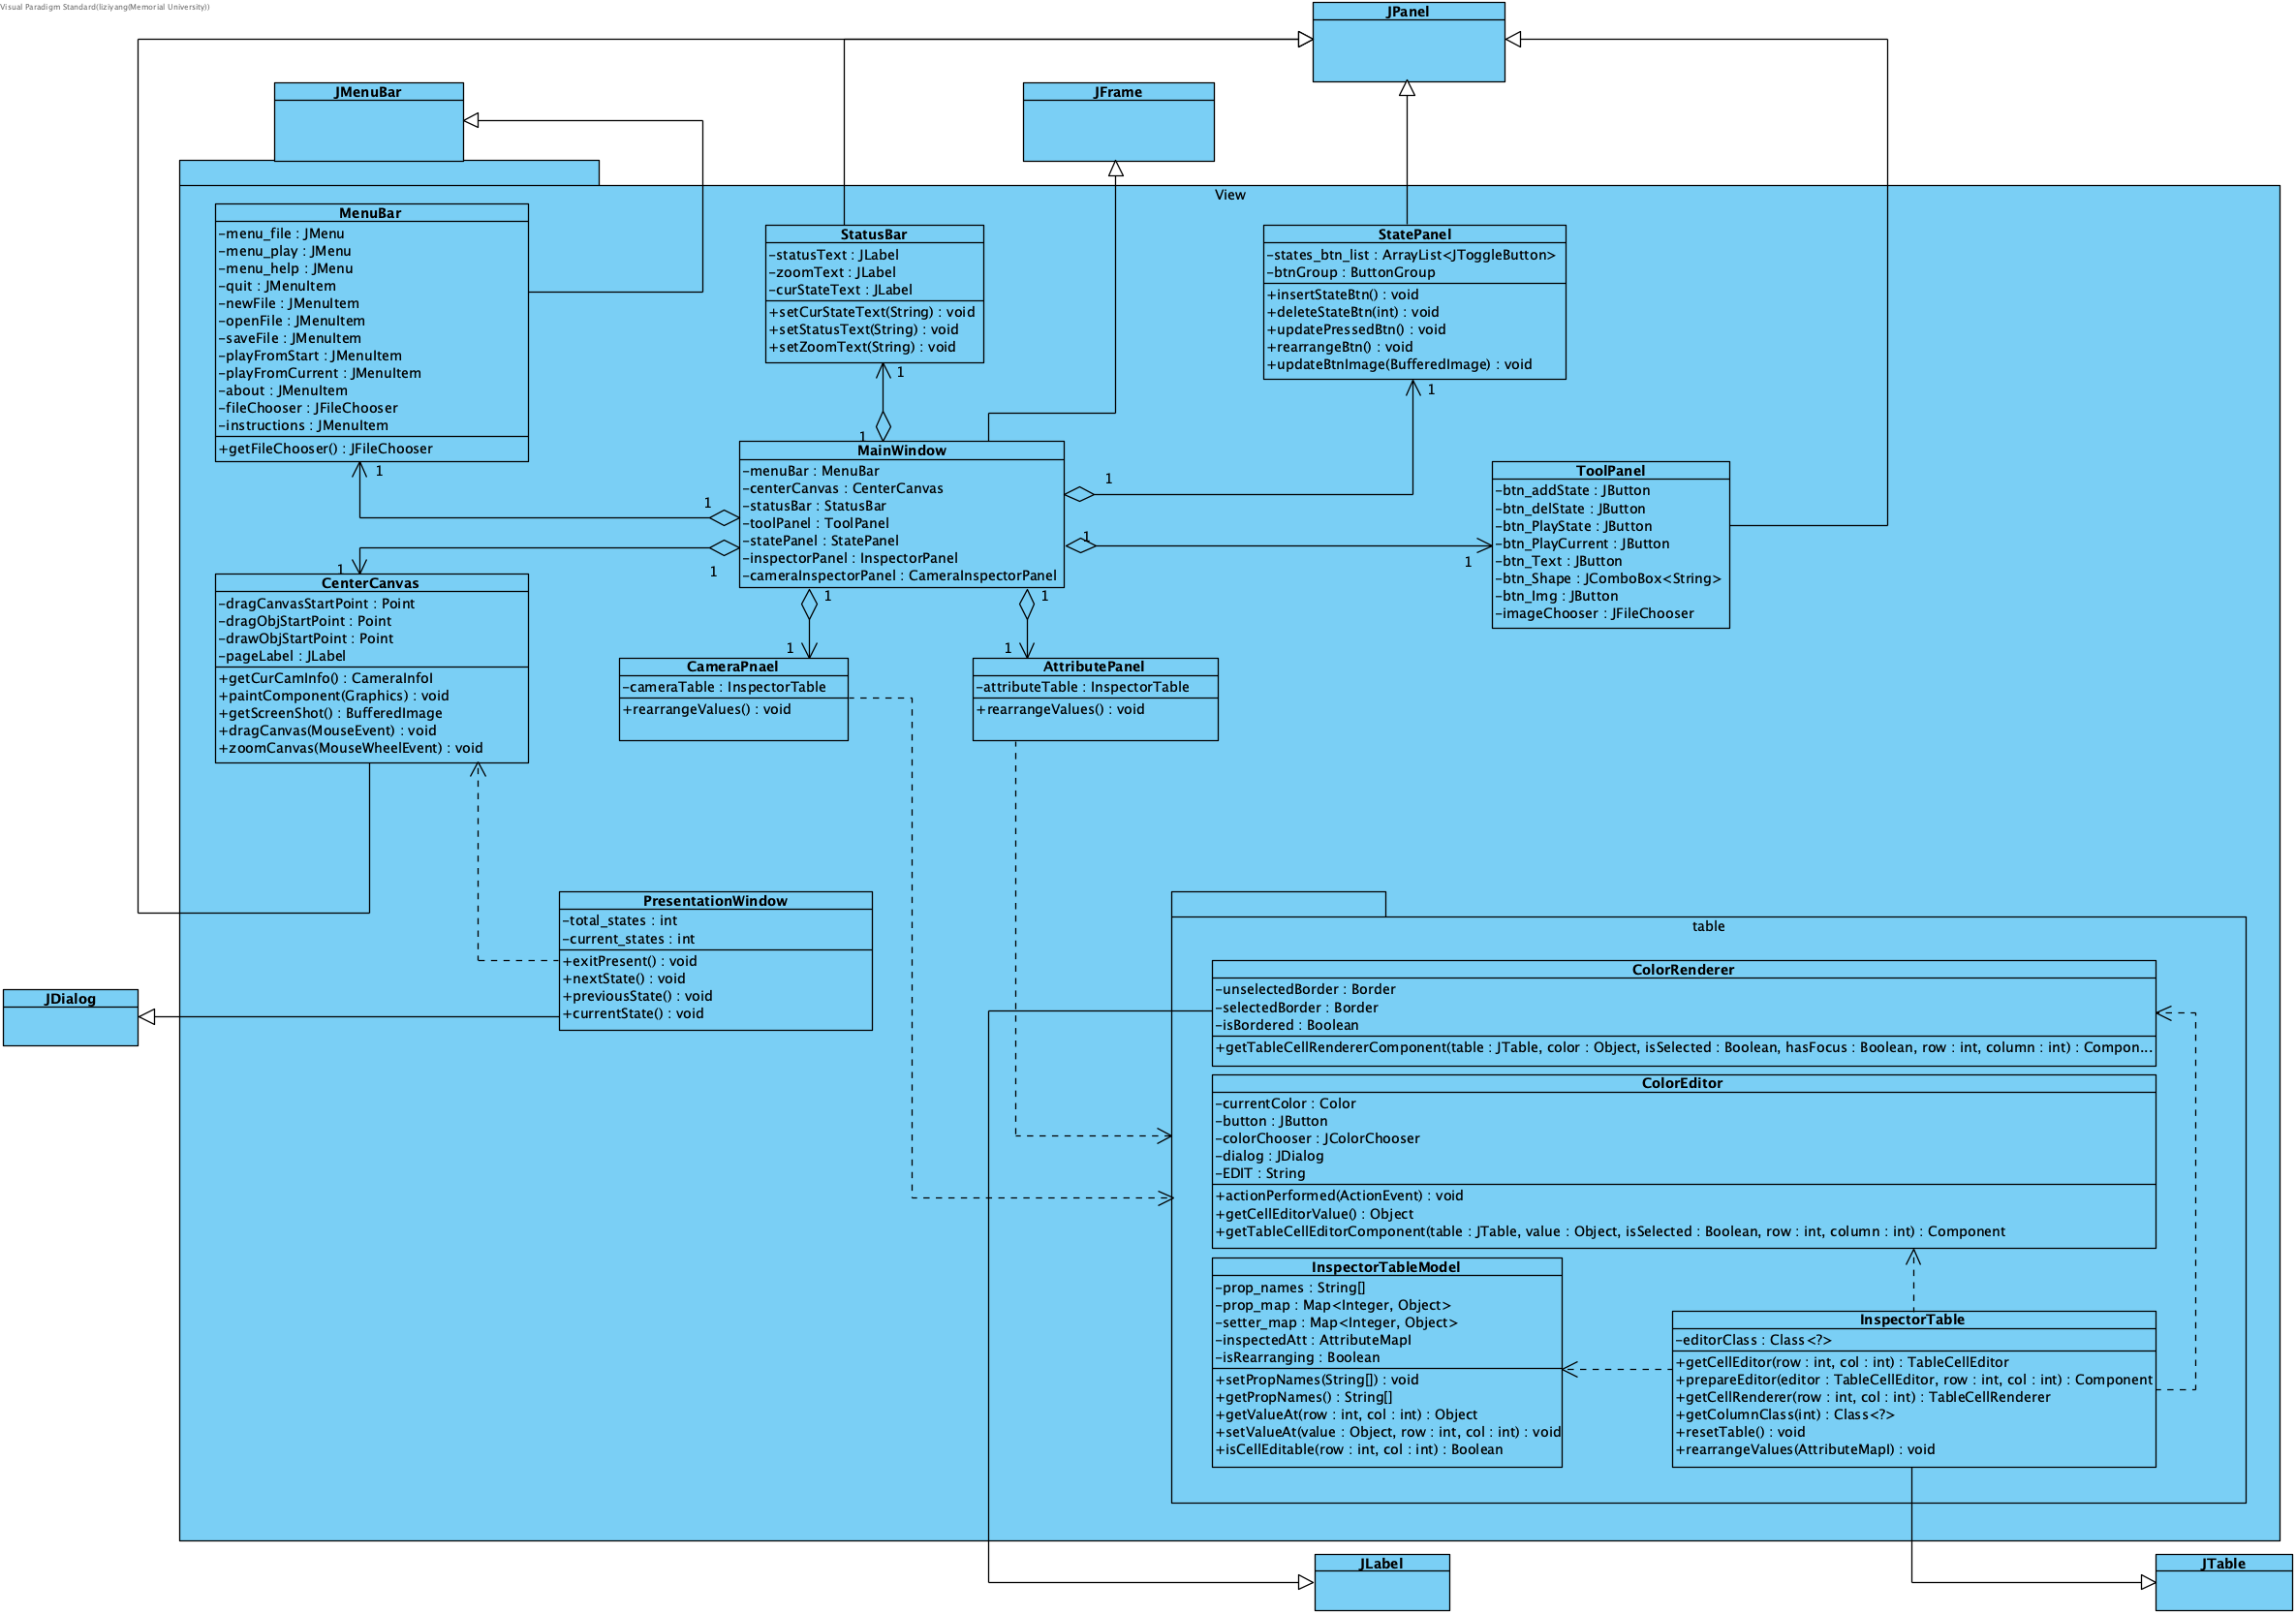 Visual Paradigm Standard(liziyang(Memorial University))
JPanel
JMenuBar
JFrame
View
MenuBar
-menu_file : JMenu
-menu_play : JMenu
-menu_help : JMenu
-quit : JMenuItem
-newFile : JMenuItem
-openFile : JMenuItem
-saveFile : JMenuItem
-playFromStart : JMenuItem
-playFromCurrent : JMenuItem
-about : JMenuItem
-fileChooser : JFileChooser
-instructions : JMenuItem
+getFileChooser() : JFileChooser
StatusBar
-statusText : JLabel
-zoomText : JLabel
-curStateText : JLabel
+setCurStateText(String) : void
+setStatusText(String) : void
+setZoomText(String) : void
StatePanel
-states_btn_list : ArrayList<JToggleButton>
-btnGroup : ButtonGroup
+insertStateBtn() : void
+deleteStateBtn(int) : void
+updatePressedBtn() : void
+rearrangeBtn() : void
+updateBtnImage(BufferedImage) : void
1
1
1
1
MainWindow
-menuBar : MenuBar
-centerCanvas : CenterCanvas
-statusBar : StatusBar
-toolPanel : ToolPanel
-statePanel : StatePanel
-inspectorPanel : InspectorPanel
-cameraInspectorPanel : CameraInspectorPanel
1
1
1
1
1
1
ToolPanel
-btn_addState : JButton
-btn_delState : JButton
-btn_PlayState : JButton
-btn_PlayCurrent : JButton
-btn_Text : JButton
-btn_Shape : JComboBox<String>
-btn_Img : JButton
-imageChooser : JFileChooser
CenterCanvas
-dragCanvasStartPoint : Point
-dragObjStartPoint : Point
-drawObjStartPoint : Point
-pageLabel : JLabel
+getCurCamInfo() : CameraInfoI
+paintComponent(Graphics) : void
+getScreenShot() : BufferedImage
+dragCanvas(MouseEvent) : void
+zoomCanvas(MouseWheelEvent) : void
1
1
1
1
CameraPnael
-cameraTable : InspectorTable
+rearrangeValues() : void
AttributePanel
-attributeTable : InspectorTable
+rearrangeValues() : void
PresentationWindow
-total_states : int
-current_states : int
+exitPresent() : void
+nextState() : void
+previousState() : void
+currentState() : void
JDialog
table
ColorRenderer
-unselectedBorder : Border
-selectedBorder : Border
-isBordered : Boolean
+getTableCellRendererComponent(table : JTable, color : Object, isSelected : Boolean, hasFocus : Boolean, row : int, column : int) : Compon...
ColorEditor
-currentColor : Color
-button : JButton
-colorChooser : JColorChooser
-dialog : JDialog
-EDIT : String
+actionPerformed(ActionEvent) : void
+getCellEditorValue() : Object
+getTableCellEditorComponent(table : JTable, value : Object, isSelected : Boolean, row : int, column : int) : Component
InspectorTableModel
-prop_names : String[]
-prop_map : Map<Integer, Object>
-setter_map : Map<Integer, Object>
-inspectedAtt : AttributeMapI
-isRearranging : Boolean
+setPropNames(String[]) : void
+getPropNames() : String[]
+getValueAt(row : int, col : int) : Object
+setValueAt(value : Object, row : int, col : int) : void
+isCellEditable(row : int, col : int) : Boolean
InspectorTable
-editorClass : Class<?>
+getCellEditor(row : int, col : int) : TableCellEditor
+prepareEditor(editor : TableCellEditor, row : int, col : int) : Component
+getCellRenderer(row : int, col : int) : TableCellRenderer
+getColumnClass(int) : Class<?>
+resetTable() : void
+rearrangeValues(AttributeMapI) : void
JLabel
JTable